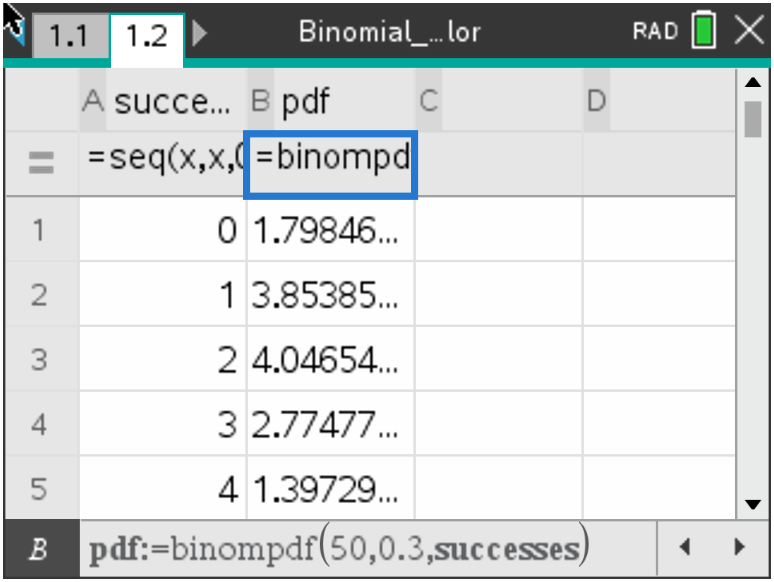 1.1 1.2 Binomial_...lor RAD
A succe... B pdf C D
= =seq(x,x,( =binompd
1 0 1.79846...
2 1 3.85385...
3 2 4.04654...
4 3 2.77477...
5 4 1.39729...
B pdf:=binompdf(50,0.3,successes)